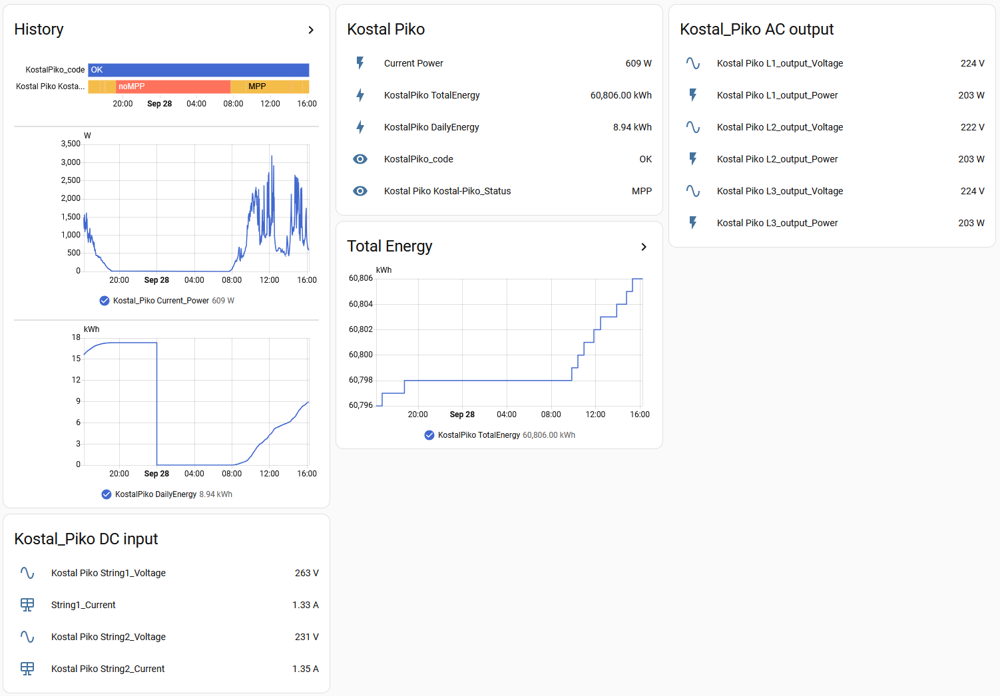 History
KostalPiko_code
OK
Kostal Piko Kosta...
noMPP
MPP
20:00 Sep 28 04:00 08:00 12:00 16:00
W
3,500
3,000
2,500
2,000
1,500
1,000
500
0
20:00 Sep 28 04:00 08:00 12:00 16:00
Kostal_Piko Current_Power 609 W
kWh
18
15
12
9
6
3
0
20:00 Sep 28 04:00 08:00 12:00 16:00
KostalPiko DailyEnergy 8.94 kWh
Kostal_Piko DC input
Kostal Piko String1_Voltage 263 V
String1_Current 1.33 A
Kostal Piko String2_Voltage 231 V
Kostal Piko String2_Current 1.35 A
Kostal Piko
Current Power 609 W
KostalPiko TotalEnergy 60,806.00 kWh
KostalPiko DailyEnergy 8.94 kWh
KostalPiko_code OK
Kostal Piko Kostal-Piko_Status MPP
Total Energy
kWh
60,806
60,804
60,802
60,800
60,798
60,796
20:00 Sep 28 04:00 08:00 12:00 16:00
KostalPiko TotalEnergy 60,806.00 kWh
Kostal_Piko AC output
Kostal Piko L1_output_Voltage 224 V
Kostal Piko L1_output_Power 203 W
Kostal Piko L2_output_Voltage 222 V
Kostal Piko L2_output_Power 203 W
Kostal Piko L3_output_Voltage 224 V
Kostal Piko L3_output_Power 203 W